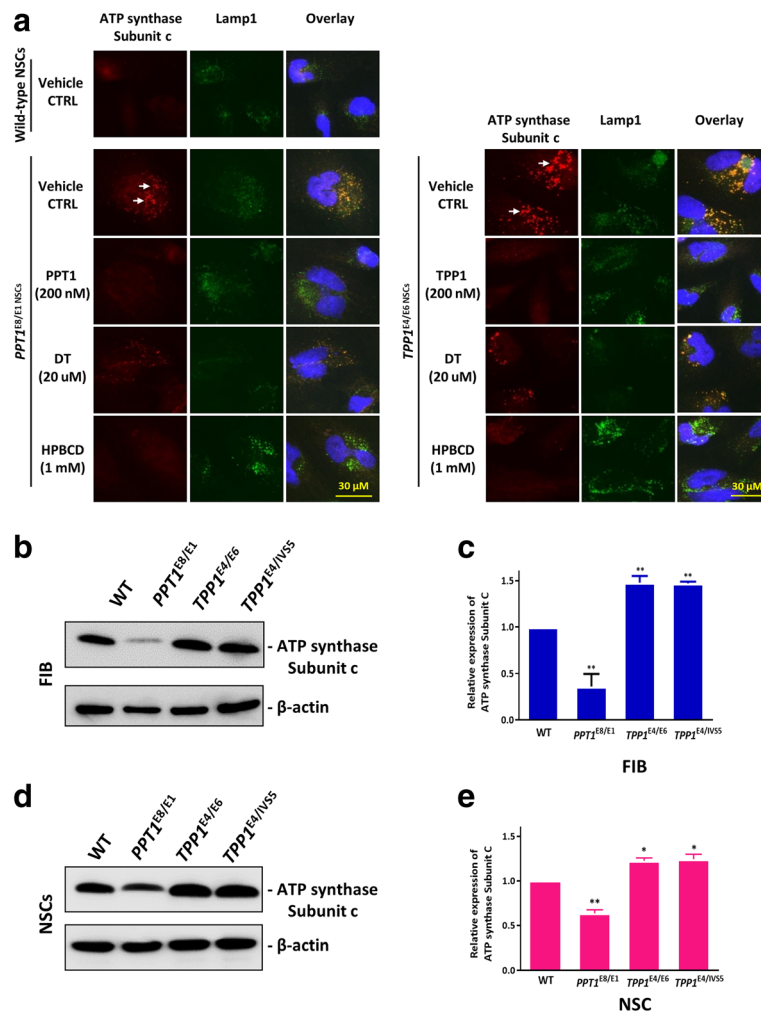 a
ATP synthase
Subunit c
Lamp1
Overlay
Wild-type NSCs
Vehicle
CTRL
PPT1E8/E1 NSCs
Vehicle
CTRL
PPT1
(200 nM)
DT
(20 uM)
HPBCD
(1 mM)
30 μM
ATP synthase
Subunit c
Lamp1
Overlay
TPP1E4/E6 NSCs
Vehicle
CTRL
TPP1
(200 nM)
DT
(20 uM)
HPBCD
(1 mM)
30 μM
b
WT
PPT1E8/E1
TPP1E4/E6
TPP1E4/IVS5
FIB
- ATP synthase
Subunit c
- β-actin
c
Relative expression of
ATP synthase Subunit C
1.5
1.0
0.5
0.0
**
**
**
WT
PPT1E8/E1
TPP1E4/E6
TPP1E4/IVS5
FIB
d
WT
PPT1E8/E1
TPP1E4/E6
TPP1E4/IVS5
NSCs
- ATP synthase
Subunit c
- β-actin
e
Relative expression of
ATP synthase Subunit C
1.5
1.0
0.5
0.0
**
*
*
WT
PPT1E8/E1
TPP1E4/E6
TPP1E4/IVS5
NSC